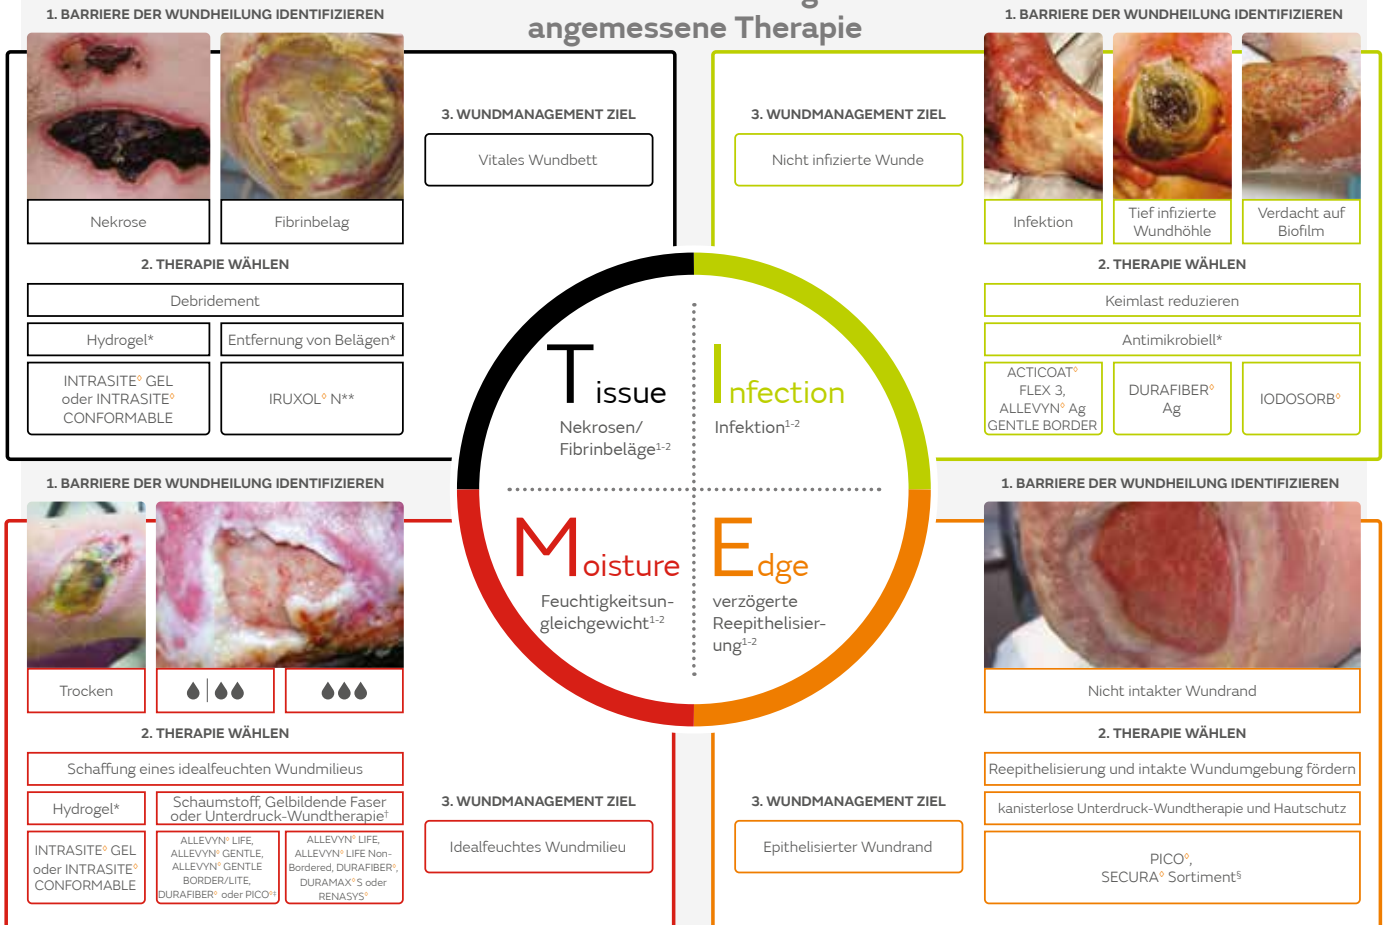 angemessene Therapie
1. BARRIERE DER WUNDHEILUNG IDENTIFIZIEREN
Nekrose
Fibrinbelag
2. THERAPIE WÄHLEN
Debridement
Hydrogel*
Entfernung von Belägen*
INTRASITE◊ GEL
oder INTRASITE◊
CONFORMABLE
IRUXOL◊ N**
3. WUNDMANAGEMENT ZIEL
Vitales Wundbett
3. WUNDMANAGEMENT ZIEL
Nicht infizierte Wunde
1. BARRIERE DER WUNDHEILUNG IDENTIFIZIEREN
Infektion
Tief infizierte
Wundhöhle
Verdacht auf
Biofilm
2. THERAPIE WÄHLEN
Keimlast reduzieren
Antimikrobiell*
ACTICOAT◊
FLEX 3,
ALLEVYN◊ Ag
GENTLE BORDER
DURAFIBER◊
Ag
IODOSORB◊
Tissue
Nekrosen/
Fibrinbeläge1-2
Infection
Infektion1-2
Moisture
Feuchtigkeitsun-
gleichgewicht1-2
Edge
verzögerte
Reepithelisier-
ung1-2
1. BARRIERE DER WUNDHEILUNG IDENTIFIZIEREN
Trocken
2. THERAPIE WÄHLEN
Schaffung eines idealfeuchten Wundmilieus
Hydrogel*
Schaumstoff, Gelbildende Faser
oder Unterdruck-Wundtherapie†
INTRASITE◊ GEL
oder INTRASITE◊
CONFORMABLE
ALLEVYN◊ LIFE,
ALLEVYN◊ GENTLE,
ALLEVYN◊ GENTLE
BORDER/LITE,
DURAFIBER◊ oder PICO◊‡
ALLEVYN◊ LIFE,
ALLEVYN◊ LIFE Non-
Bordered, DURAFIBER◊,
DURAMAX◊ S oder
RENASYS◊
3. WUNDMANAGEMENT ZIEL
Idealfeuchtes Wundmilieu
3. WUNDMANAGEMENT ZIEL
Epithelisierter Wundrand
1. BARRIERE DER WUNDHEILUNG IDENTIFIZIEREN
Nicht intakter Wundrand
2. THERAPIE WÄHLEN
Reepithelisierung und intakte Wundumgebung fördern
kanisterlose Unterdruck-Wundtherapie und Hautschutz
PICO◊,
SECURA◊ Sortiment§